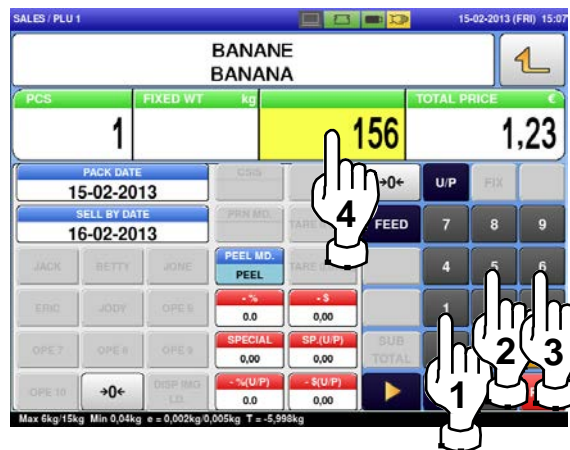 SALES / PLU 1 15-02-2013 (FRI) 15:07
BANANE
BANANA
PCS FIXED WT kg TOTAL PRICE €
1 156 1,23
PACK DATE
15-02-2013
SELL BY DATE
16-02-2013
→0← U/P FIX
PRN MD. TARE FEED 7 8 9
JACK BETTY JONE PEEL MD. PEEL TARE 4 5 6
ERIC JODY OPE 6 - % 0.0 - $ 0,00 1
OPE 7 OPE 8 OPE 9 SPECIAL 0,00 SP.(U/P) 0,00 SUB TOTAL
OPE 10 →0← DISP IMG - %(U/P) 0.0 - $(U/P) 0,00
Max 6kg/15kg Min 0,04kg e = 0,002kg/0,005kg T = -5,998kg
4
1 2 3